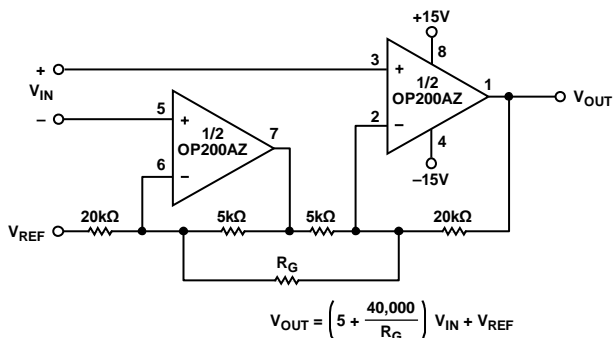 +15V
8
+
3
+
1/2
1
V_IN
OP200AZ
V_OUT
–
5
+
2
–
1/2
7
4
OP200AZ
6
–
–15V
20kΩ
5kΩ
5kΩ
20kΩ
V_REF
R_G
V_OUT = (5 + 40,000 / R_G) V_IN + V_REF